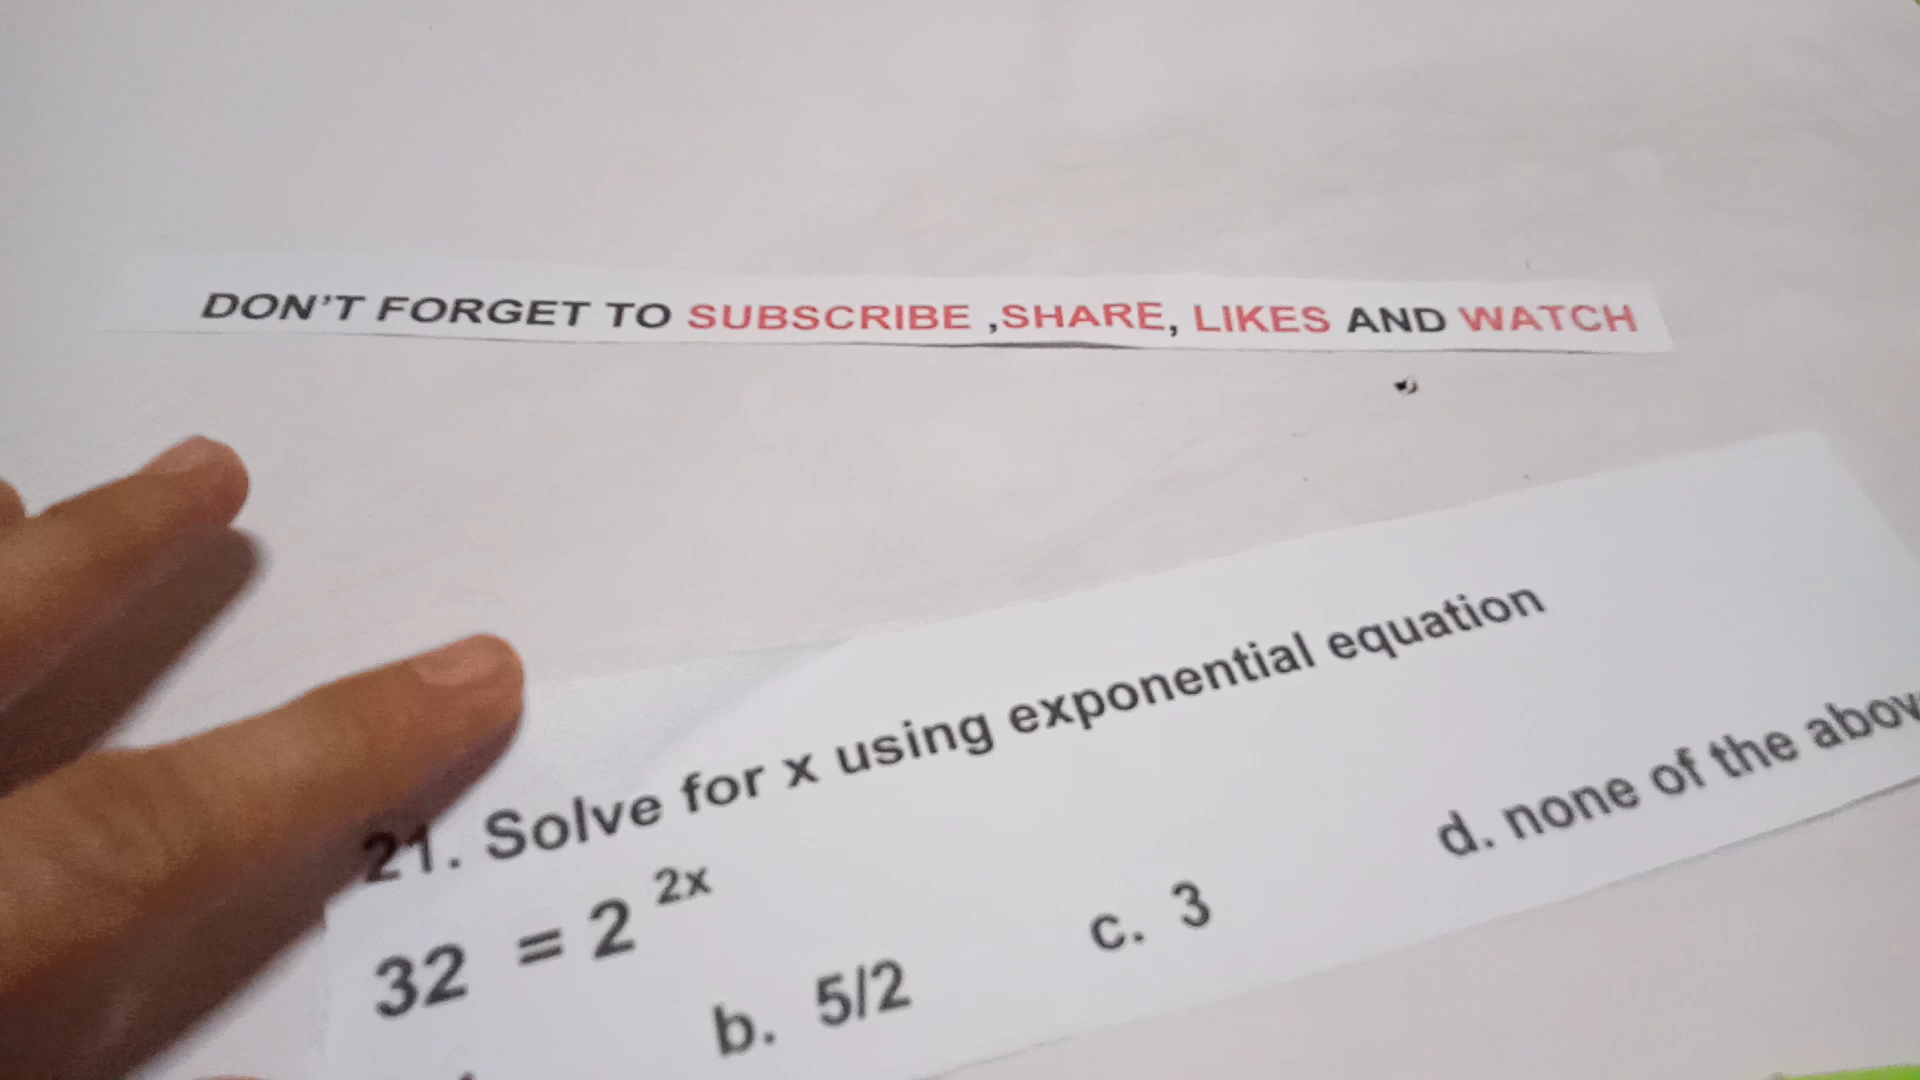 DON'T FORGET TO SUBSCRIBE ,SHARE, LIKES AND WATCH
21. Solve for x using exponential equation
32 = 2 2x
b. 5/2 c. 3 d. none of the